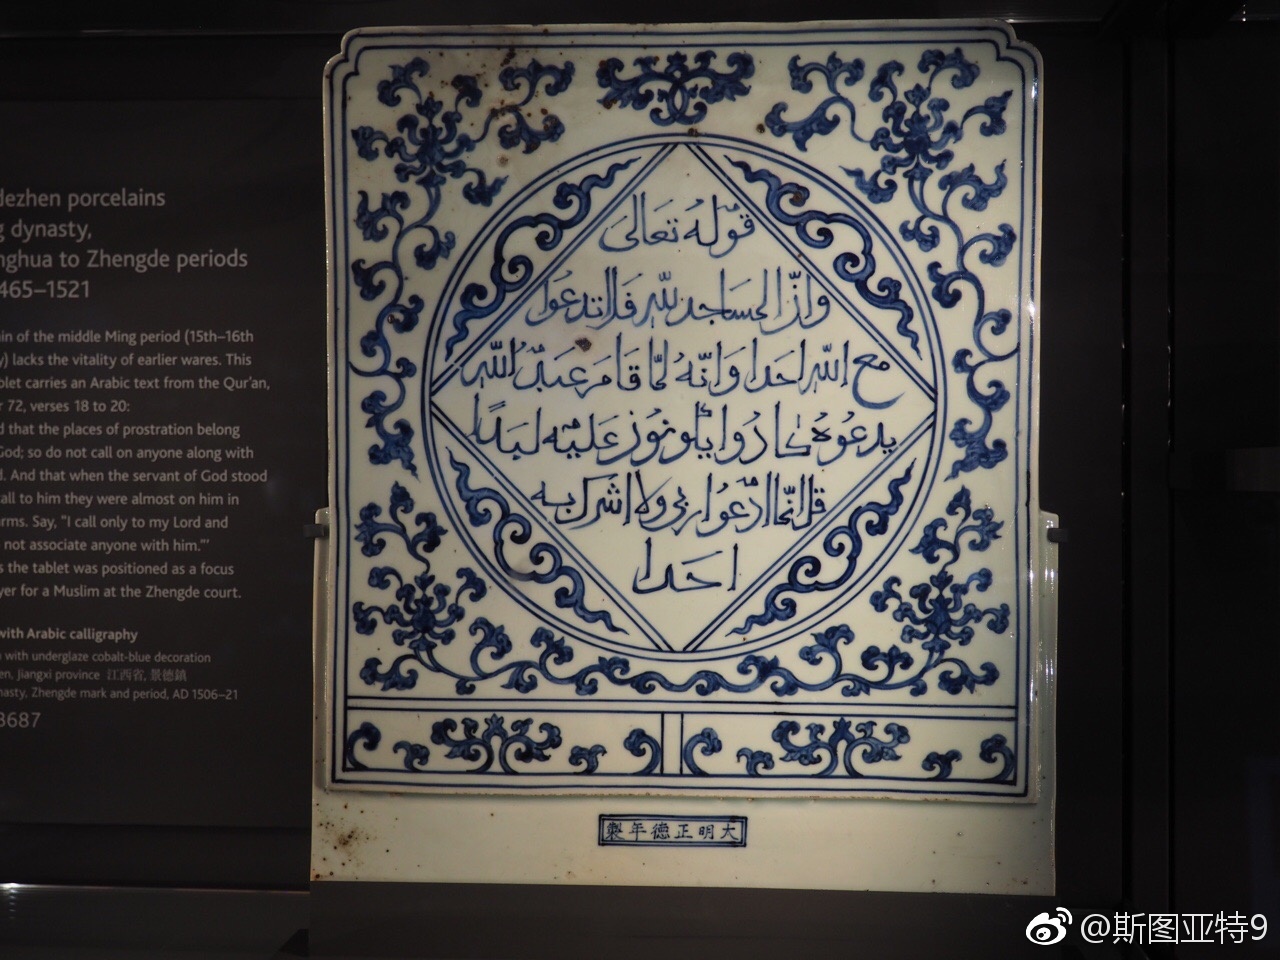 dezhen porcelains
g dynasty,
nghua to Zhengde periods
465–1521
in of the middle Ming period (15th–16th
y) lacks the vitality of earlier wares. This
blet carries an Arabic text from the Qur'an,
r 72, verses 18 to 20:
d that the places of prostration belong
God; so do not call on anyone along with
d. And that when the servant of God stood
all to him they were almost on him in
arms. Say, "I call only to my Lord and
not associate anyone with him."'
s the tablet was positioned as a focus
yer for a Muslim at the Zhengde court.
with Arabic calligraphy
n with underglaze cobalt-blue decoration
en, Jiangxi province 江西省, 景德鎮
nasty, Zhengde mark and period, AD 1506–21
3687
قوله تعالى
وان المساجد لله فلا تدعوا
مع الله احدا وانه لما قام عبد الله
يدعوه كادوا يكونون عليه لبدا
قل انما ادعوا ربي ولا اشرك به
احدا
大明正德年製
@斯图亚特9